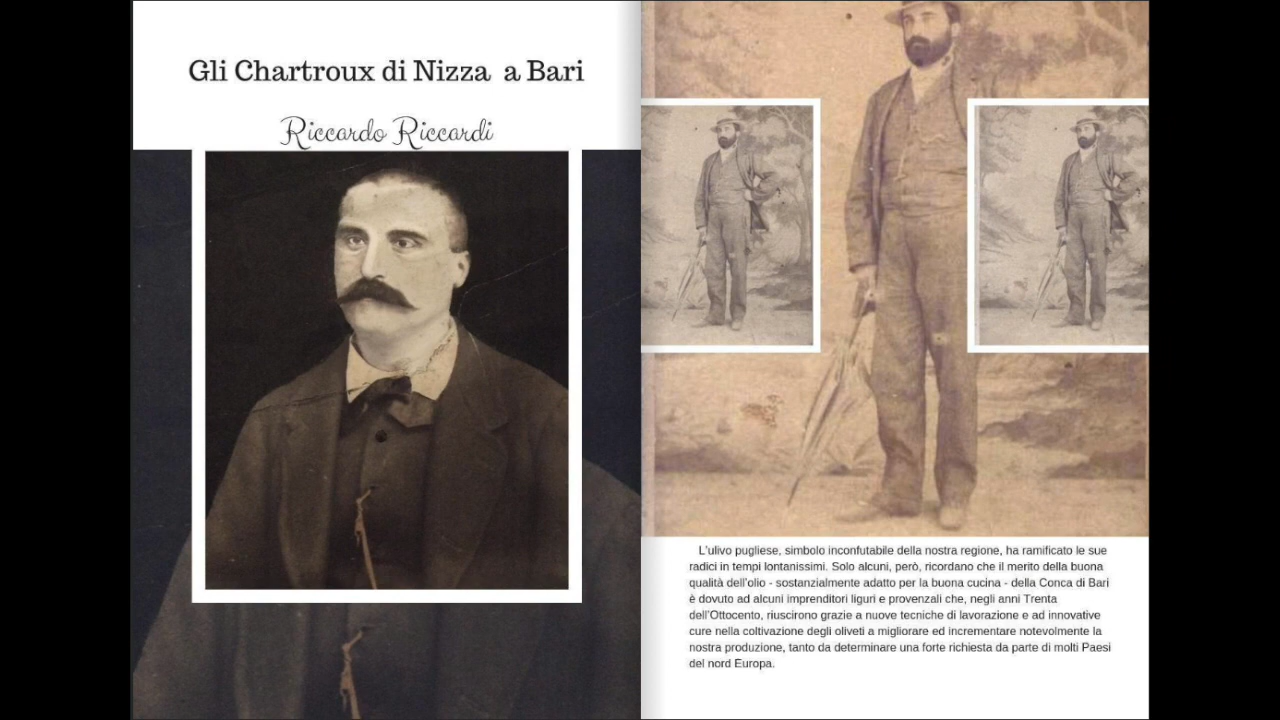 Gli Chartroux di Nizza a Bari
Riccardo Riccardi
L'ulivo pugliese, simbolo inconfutabile della nostra regione, ha ramificato le sue
radici in tempi lontanissimi. Solo alcuni, però, ricordano che il merito della buona
qualità dell'olio - sostanzialmente adatto per la buona cucina - della Conca di Bari
è dovuto ad alcuni imprenditori liguri e provenzali che, negli anni Trenta
dell'Ottocento, riuscirono grazie a nuove tecniche di lavorazione e ad innovative
cure nella coltivazione degli oliveti a migliorare ed incrementare notevolmente la
nostra produzione, tanto da determinare una forte richiesta da parte di molti Paesi
del nord Europa.